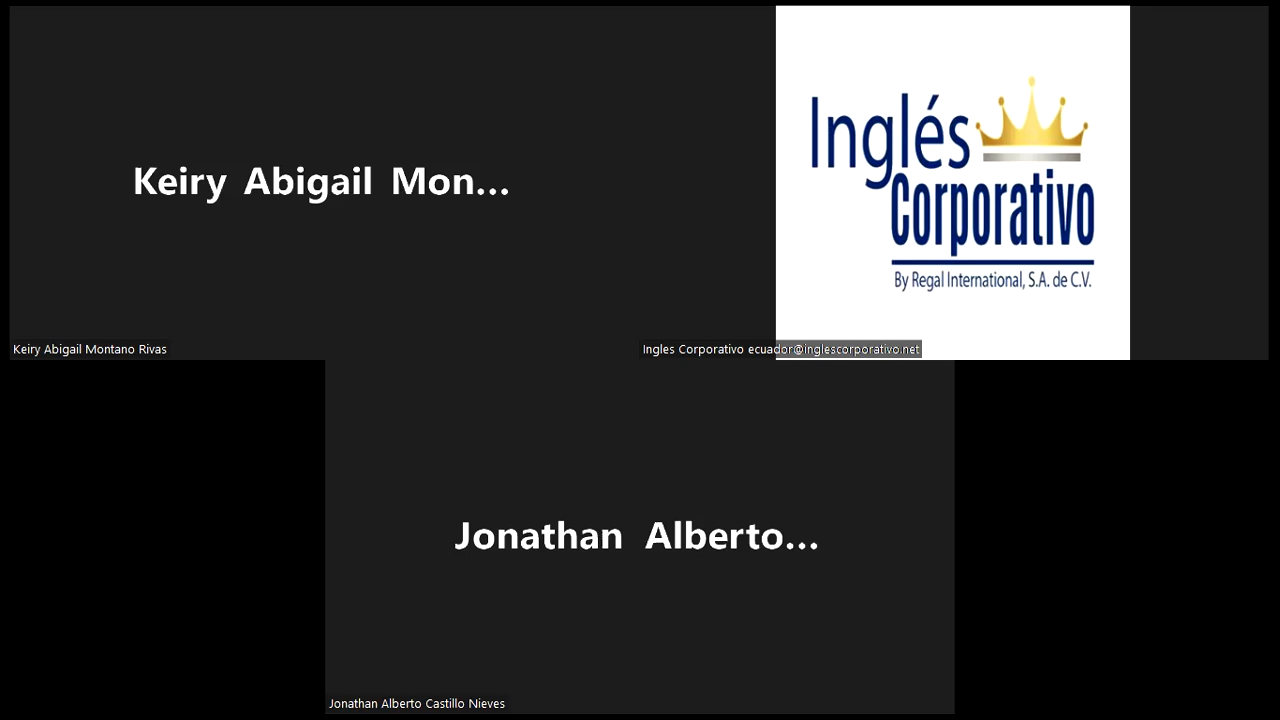 Keiry Abigail Mon...
Keiry Abigail Montano Rivas
Inglés
Corporativo
By Regal International, S.A. de C.V.
Ingles Corporativo ecuador@inglescorporativo.net
Jonathan Alberto...
Jonathan Alberto Castillo Nieves